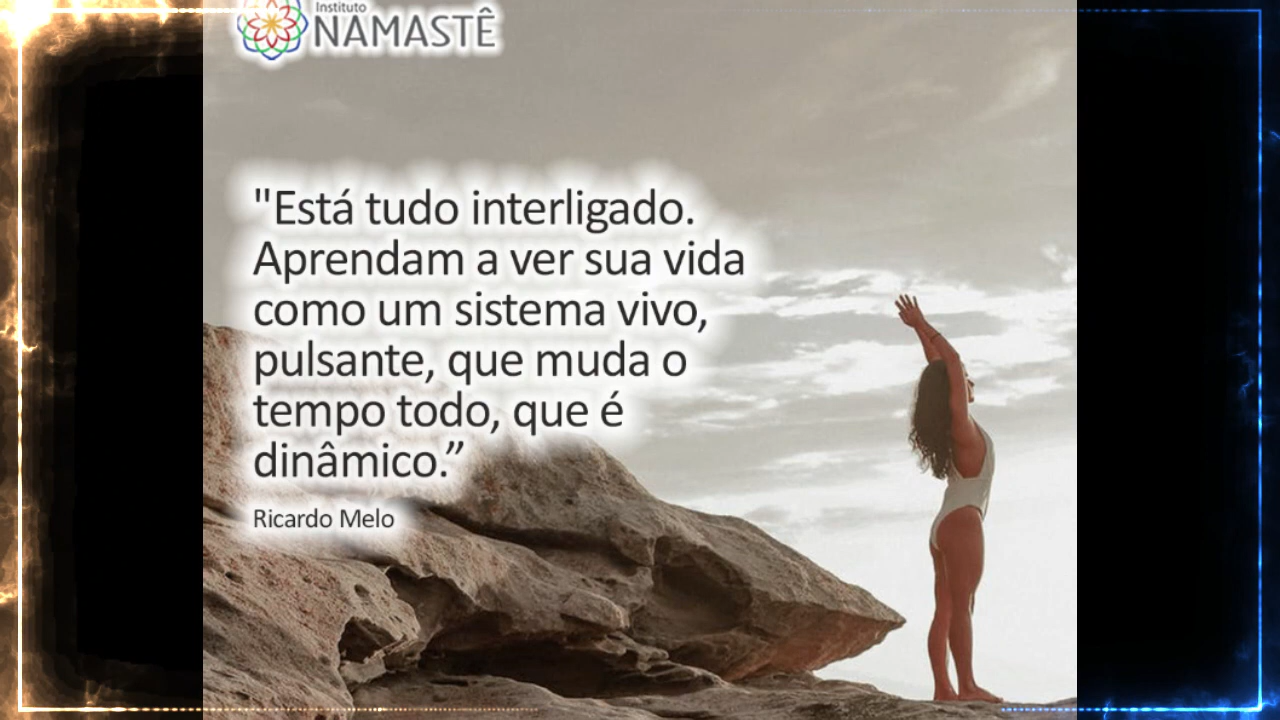 Instituto
NAMASTÊ
"Está tudo interligado.
Aprendam a ver sua vida
como um sistema vivo,
pulsante, que muda o
tempo todo, que é
dinâmico.”
Ricardo Melo